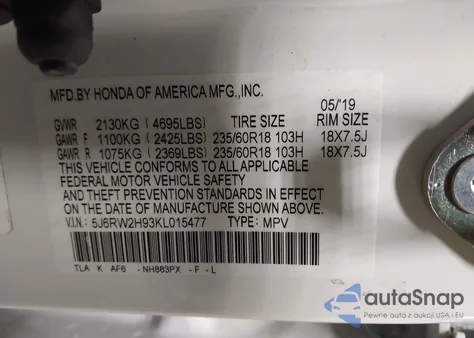 MFD.BY HONDA OF AMERICA MFG.,INC.
05/'19
GVWR 2130KG (4695LBS) TIRE SIZE RIM SIZE
GAWR F 1100KG (2425LBS) 235/60R18 103H 18X7.5J
GAWR R 1075KG (2369LBS) 235/60R18 103H 18X7.5J
THIS VEHICLE CONFORMS TO ALL APPLICABLE
FEDERAL MOTOR VEHICLE SAFETY
AND THEFT PREVENTION STANDARDS IN EFFECT
ON THE DATE OF MANUFACTURE SHOWN ABOVE.
V.I.N.: 5J6RW2H93KL015477 TYPE: MPV
TLA K AF6 -NH883PX -F -L
autoSnap
Pewne auta z aukcji USA i EU